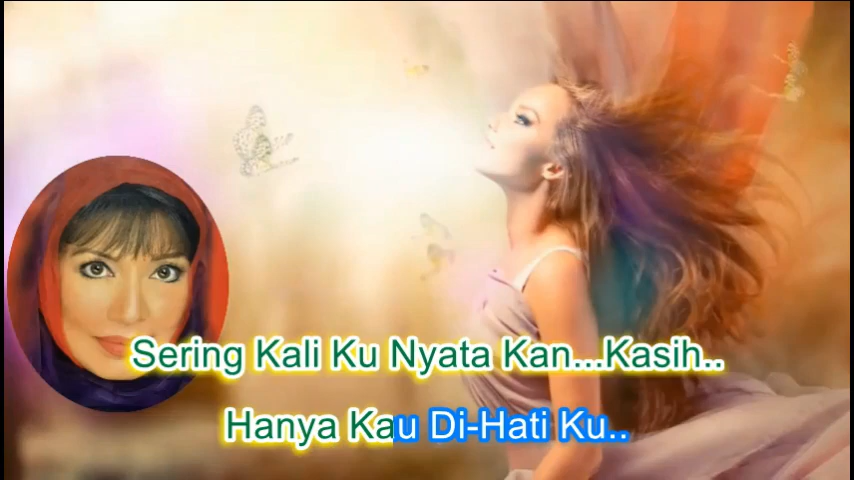 Sering Kali Ku Nyata Kan...Kasih..
Hanya Kau Di-Hati Ku..